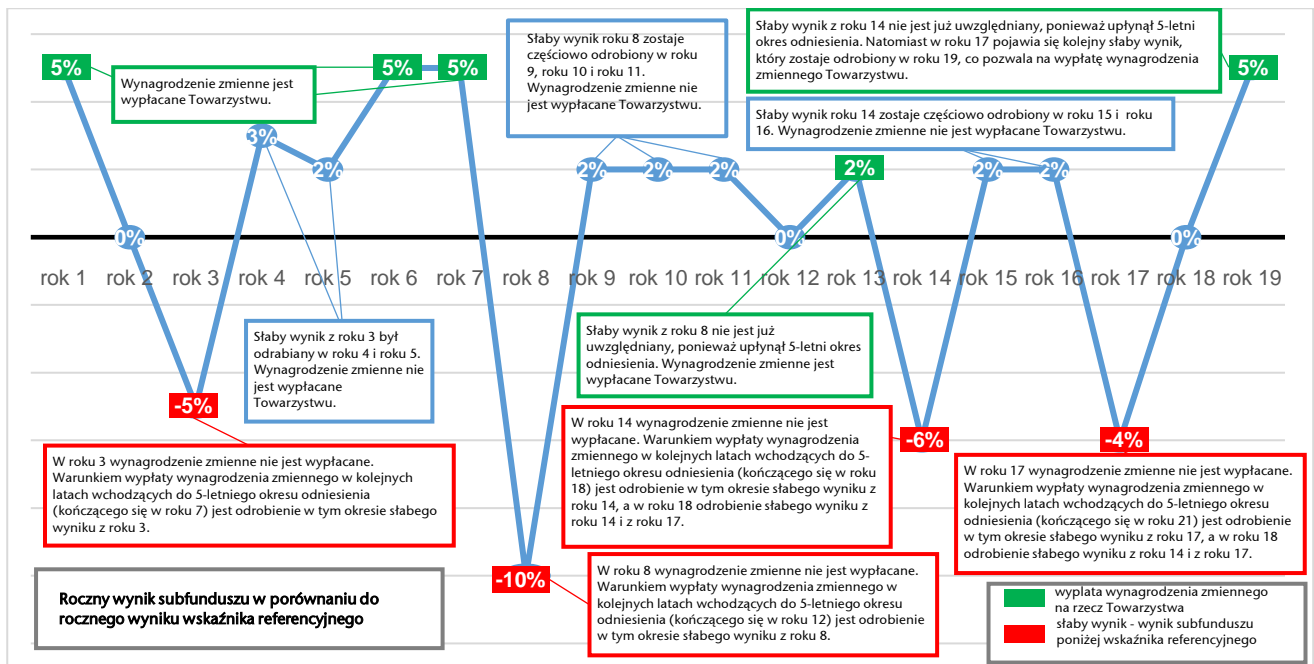 Słaby wynik z roku 14 nie jest już uwzględniany, ponieważ upłynął 5-letni
okres odniesienia. Natomiast w roku 17 pojawia się kolejny słaby wynik,
który zostaje odrobiony w roku 19, co pozwala na wypłatę wynagrodzenia
zmiennego Towarzystwu.
Słaby wynik roku 8 zostaje
częściowo odrobiony w roku
9, roku 10 i roku 11.
Wynagrodzenie zmienne nie
jest wypłacane Towarzystwu.
Wynagrodzenie zmienne jest
wypłacane Towarzystwu.
Słaby wynik roku 14 zostaje częściowo odrobiony w roku 15 i roku
16. Wynagrodzenie zmienne nie jest wypłacane Towarzystwu.
5%
0%
-5%
3%
2%
5%
5%
-10%
2%
2%
2%
0%
2%
-6%
2%
2%
-4%
0%
5%
rok 1 rok 2 rok 3 rok 4 rok 5 rok 6 rok 7 rok 8 rok 9 rok 10 rok 11 rok 12 rok 13 rok 14 rok 15 rok 16 rok 17 rok 18 rok 19
Słaby wynik z roku 3 był
odrabiany w roku 4 i roku 5.
Wynagrodzenie zmienne nie
jest wypłacane
Towarzystwu.
Słaby wynik z roku 8 nie jest już
uwzględniany, ponieważ upłynął 5-letni okres
odniesienia. Wynagrodzenie zmienne jest
wypłacane Towarzystwu.
W roku 3 wynagrodzenie zmienne nie jest wypłacane.
Warunkiem wypłaty wynagrodzenia zmiennego w kolejnych
latach wchodzących do 5-letniego okresu odniesienia
(kończącego się w roku 7) jest odrobienie w tym okresie słabego
wyniku z roku 3.
W roku 14 wynagrodzenie zmienne nie jest
wypłacane. Warunkiem wypłaty wynagrodzenia
zmiennego w kolejnych latach wchodzących do 5-
letniego okresu odniesienia (kończącego się w roku
18) jest odrobienie w tym okresie słabego wyniku z
roku 14, a w roku 18 odrobienie słabego wyniku z
roku 14 i z roku 17.
W roku 17 wynagrodzenie zmienne nie jest wypłacane.
Warunkiem wypłaty wynagrodzenia zmiennego w
kolejnych latach wchodzących do 5-letniego okresu
odniesienia (kończącego się w roku 21) jest odrobienie
w tym okresie słabego wyniku z roku 17, a w roku 18
odrobienie słabego wyniku z roku 14 i z roku 17.
W roku 8 wynagrodzenie zmienne nie jest wypłacane.
Warunkiem wypłaty wynagrodzenia zmiennego w
kolejnych latach wchodzących do 5-letniego okresu
odniesienia (kończącego się w roku 12) jest odrobienie
w tym okresie słabego wyniku z roku 8.
Roczny wynik subfunduszu w porównaniu do
rocznego wyniku wskaźnika referencyjnego
wyplata wynagrodzenia zmiennego
na rzecz Towarzystwa
słaby wynik - wynik subfunduszu
poniżej wskaźnika referencyjnego